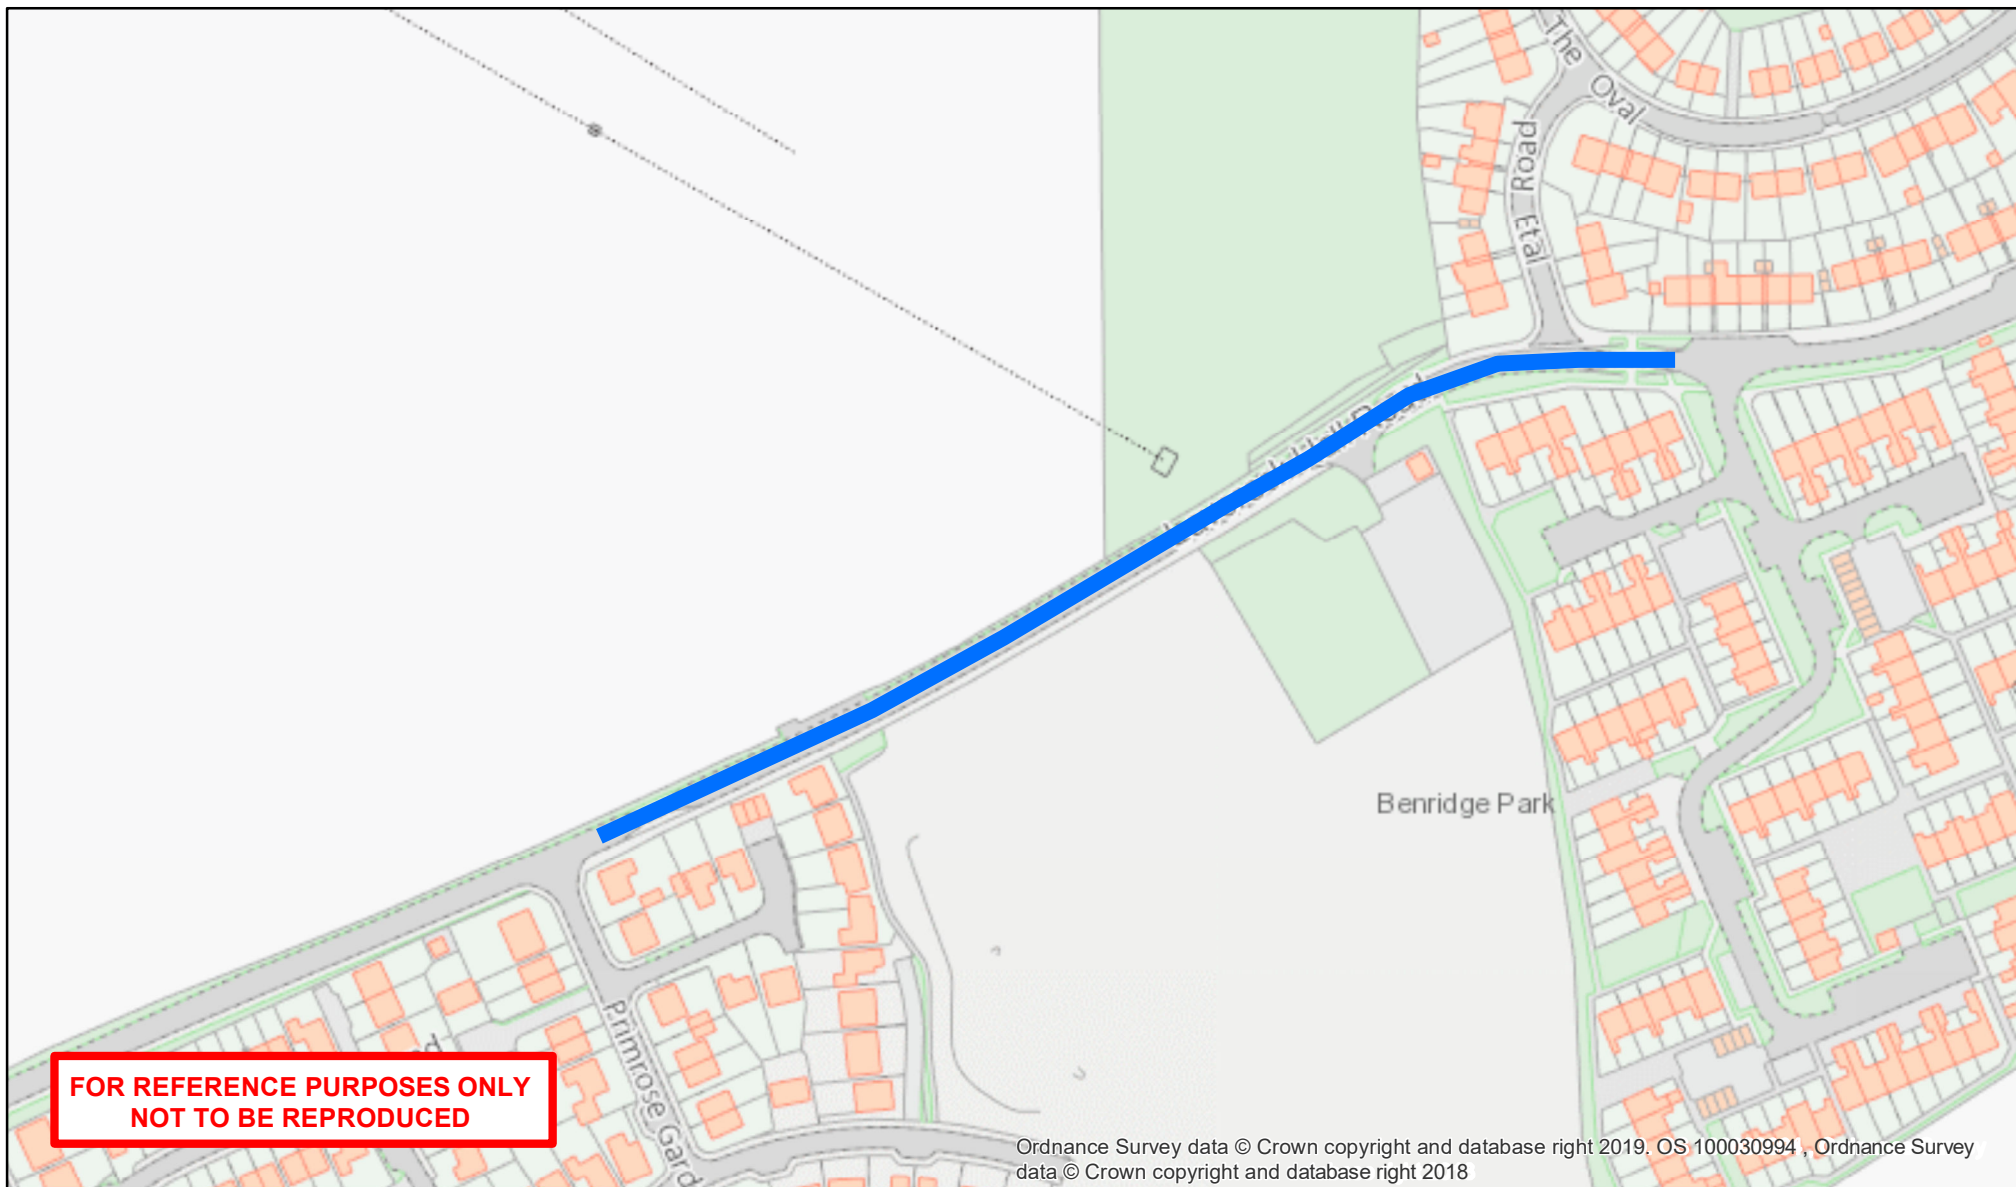 The Oval
Etal Road
Benridge Park
Primrose Gard
FOR REFERENCE PURPOSES ONLY
NOT TO BE REPRODUCED
Ordnance Survey data © Crown copyright and database right 2019. OS 100030994 , Ordnance Survey
data © Crown copyright and database right 2018